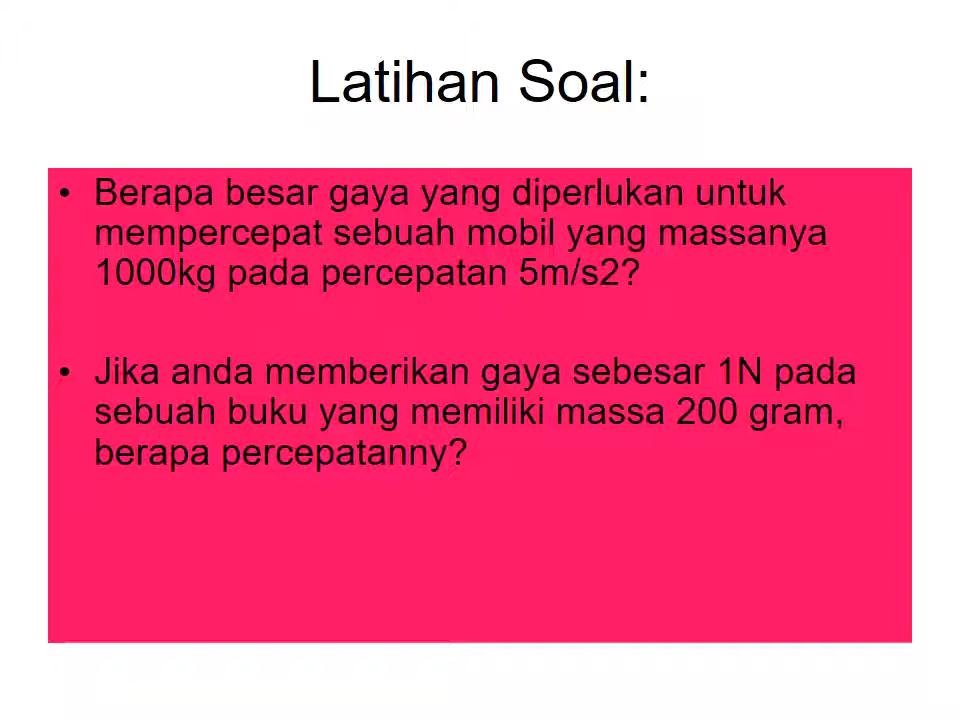 Latihan Soal:
• Berapa besar gaya yang diperlukan untuk
mempercepat sebuah mobil yang massanya
1000kg pada percepatan 5m/s2?
• Jika anda memberikan gaya sebesar 1N pada
sebuah buku yang memiliki massa 200 gram,
berapa percepatanny?